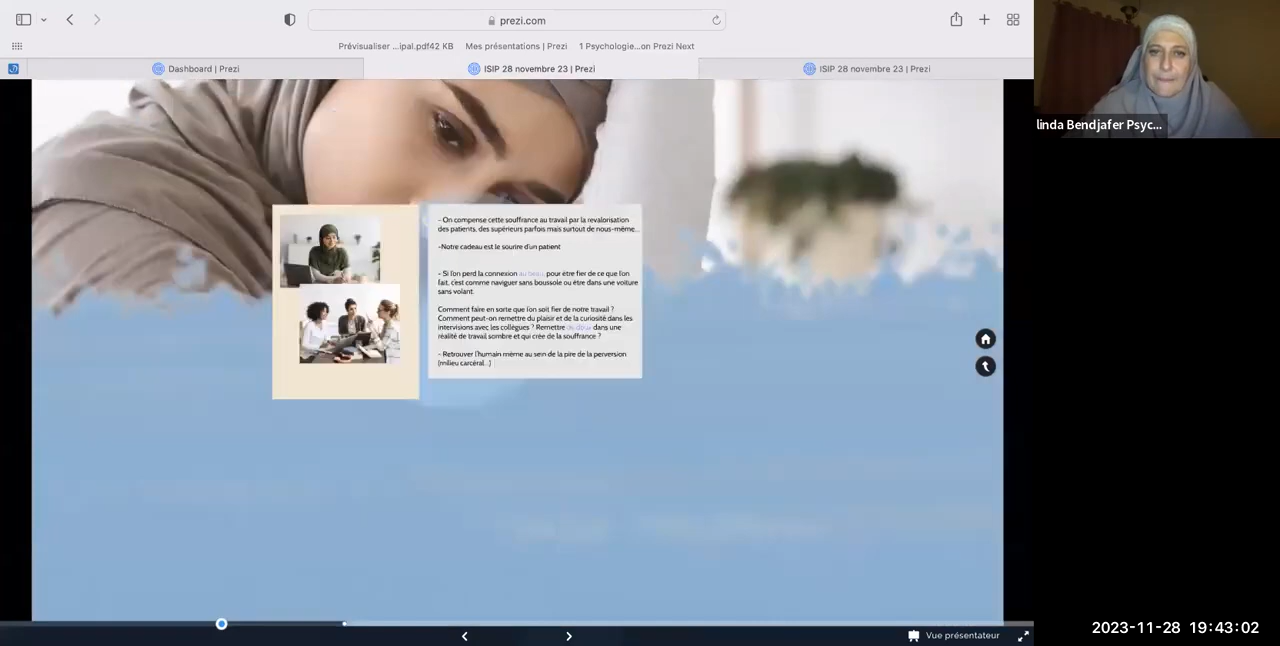 prezi.com
Prévisualiser ...ipal.pdf42 KB
Mes présentations | Prezi
1 Psychologie...on Prezi Next
Dashboard | Prezi
ISIP 28 novembre 23 | Prezi
ISIP 28 novembre 23 | Prezi
linda Bendjafer Psyc...
- On compense cette souffrance au travail par la revalorisation
des patients, des supérieurs parfois mais surtout de nous-même...
-Notre cadeau est le sourire d'un patient
- Si l'on perd la connexion au beau, pour être fier de ce que l'on
fait, c'est comme naviguer sans boussole ou être dans une voiture
sans volant.
Comment faire en sorte que l'on soit fier de notre travail ?
Comment peut-on remettre du plaisir et de la curiosité dans les
intervisions avec les collègues ? Remettre dans une
réalité de travail sombre et qui crée de la souffrance ?
- Retrouver l'humain même au sein de la pire de la perversion
(milieu carcéral...)
Vue présentateur
2023-11-28 19:43:02